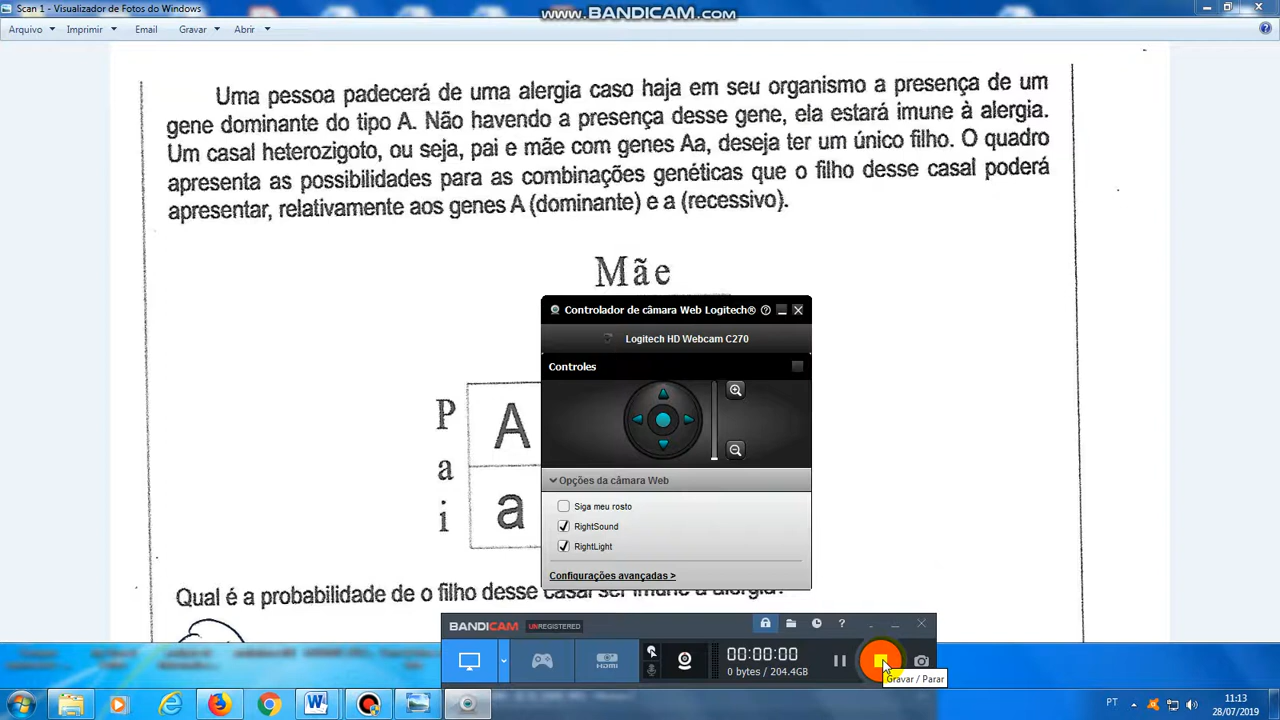 Scan 1 - Visualizador de Fotos do Windows
www.BANDICAM.com
Arquivo Imprimir Email Gravar Abrir
Uma pessoa padecerá de uma alergia caso haja em seu organismo a presença de um
gene dominante do tipo A. Não havendo a presença desse gene, ela estará imune à alergia.
Um casal heterozigoto, ou seja, pai e mãe com genes Aa, deseja ter um único filho. O quadro
apresenta as possibilidades para as combinações genéticas que o filho desse casal poderá
apresentar, relativamente aos genes A (dominante) e a (recessivo).
Mãe
Controlador de câmara Web Logitech®
Logitech HD Webcam C270
Controles
P
a
i
A
a
Opções da câmara Web
Siga meu rosto
RightSound
RightLight
Configurações avançadas >
Qual é a probabilidade de o filho desse casal ser imune à alergia?
BANDICAM UNREGISTERED
HDMI
00:00:00
0 bytes / 204.4GB
Gravar / Parar
PT
11:13
28/07/2019